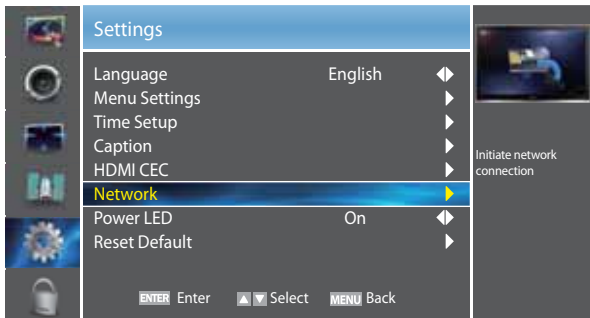 Settings
Language English
Menu Settings
Time Setup
Caption
HDMI CEC
Network
Power LED On
Reset Default
Initiate network
connection
ENTER Enter Select MENU Back